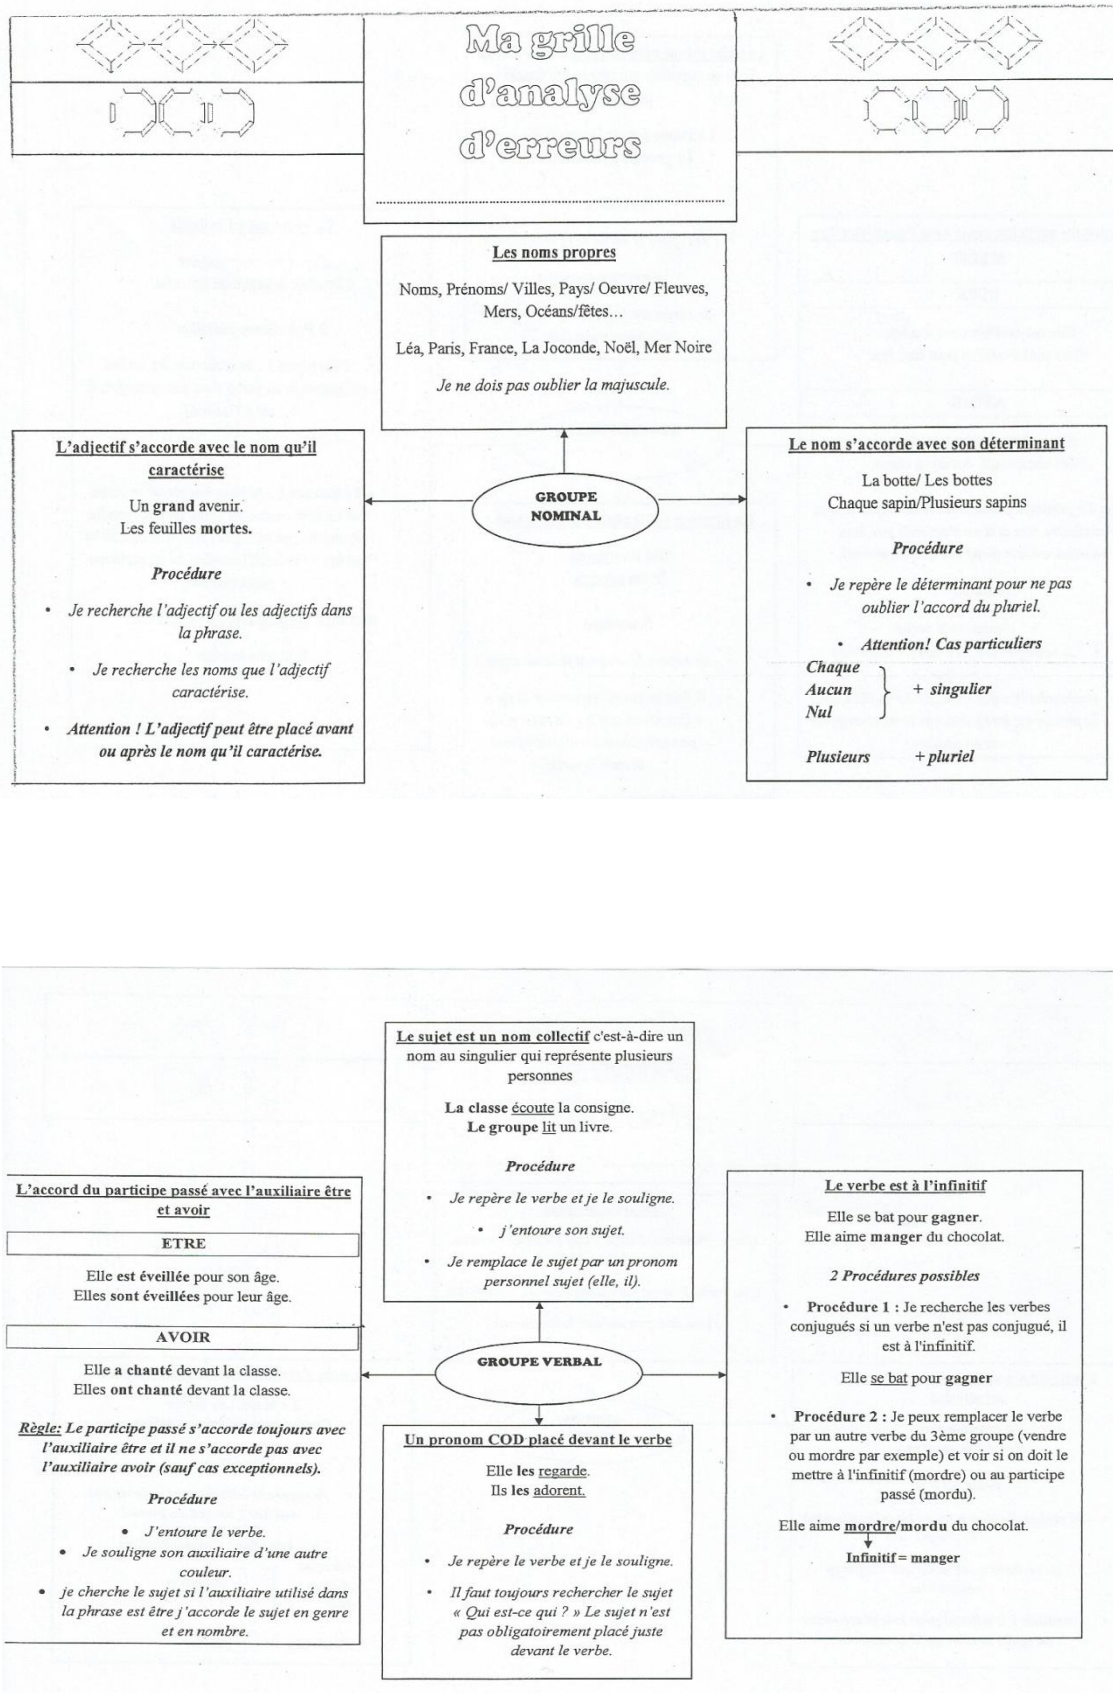 Ma grille
d'analyse
d'erreurs
Les noms propres
Noms, Prénoms/ Villes, Pays/ Oeuvre/ Fleuves,
Mers, Océans/fêtes…
Léa, Paris, France, La Joconde, Noël, Mer Noire
Je ne dois pas oublier la majuscule.
L'adjectif s'accorde avec le nom qu'il
caractérise
Un grand avenir.
Les feuilles mortes.
Procédure
• Je recherche l'adjectif ou les adjectifs dans
la phrase.
• Je recherche les noms que l'adjectif
caractérise.
• Attention ! L'adjectif peut être placé avant
ou après le nom qu'il caractérise.
GROUPE
NOMINAL
Le nom s'accorde avec son déterminant
La botte/ Les bottes
Chaque sapin/Plusieurs sapins
Procédure
• Je repère le déterminant pour ne pas
oublier l'accord du pluriel.
• Attention! Cas particuliers
Chaque
Aucun + singulier
Nul
Plusieurs + pluriel
Le sujet est un nom collectif c'est-à-dire un
nom au singulier qui représente plusieurs
personnes
La classe écoute la consigne.
Le groupe lit un livre.
Procédure
• Je repère le verbe et je le souligne.
• j'entoure son sujet.
• Je remplace le sujet par un pronom
personnel sujet (elle, il).
L'accord du participe passé avec l'auxiliaire être
et avoir
ETRE
Elle est éveillée pour son âge.
Elles sont éveillées pour leur âge.
AVOIR
Elle a chanté devant la classe.
Elles ont chanté devant la classe.
Règle: Le participe passé s'accorde toujours avec
l'auxiliaire être et il ne s'accorde pas avec
l'auxiliaire avoir (sauf cas exceptionnels).
Procédure
• J'entoure le verbe.
• Je souligne son auxiliaire d'une autre
couleur.
• je cherche le sujet si l'auxiliaire utilisé dans
la phrase est être j'accorde le sujet en genre
et en nombre.
GROUPE VERBAL
Un pronom COD placé devant le verbe
Elle les regarde.
Ils les adorent.
Procédure
• Je repère le verbe et je le souligne.
• Il faut toujours rechercher le sujet
« Qui est-ce qui ? » Le sujet n'est
pas obligatoirement placé juste
devant le verbe.
Le verbe est à l'infinitif
Elle se bat pour gagner.
Elle aime manger du chocolat.
2 Procédures possibles
• Procédure 1 : Je recherche les verbes
conjugués si un verbe n'est pas conjugué, il
est à l'infinitif.
Elle se bat pour gagner
• Procédure 2 : Je peux remplacer le verbe
par un autre verbe du 3ème groupe (vendre
ou mordre par exemple) et voir si on doit le
mettre à l'infinitif (mordre) ou au participe
passé (mordu).
Elle aime mordre/mordu du chocolat.
Infinitif = manger